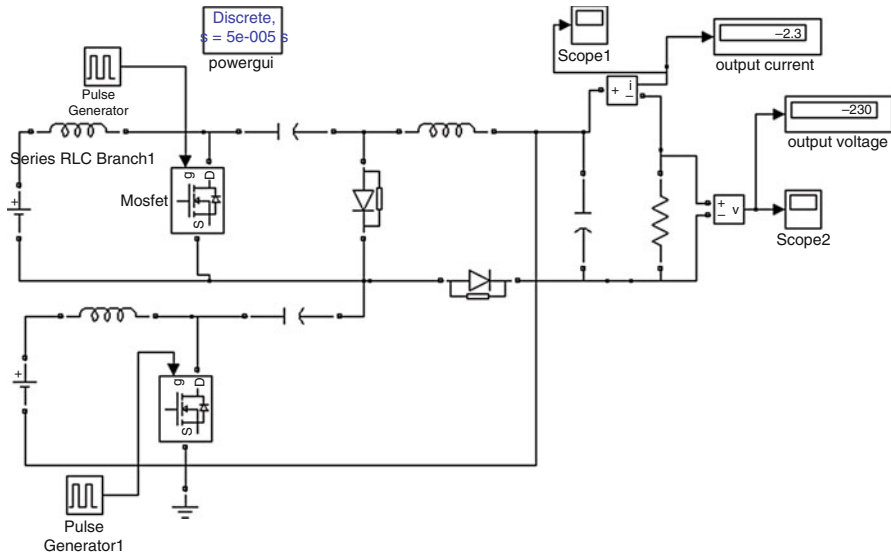 Discrete,
s = 5e-005 s
powergui
Pulse
Generator
Scope1
-2.3
output current
+ i
-
-230
output voltage
Series RLC Branch1
Mosfet
g
D
S
+
+
- v
Scope2
+
g
D
S
Pulse
Generator1